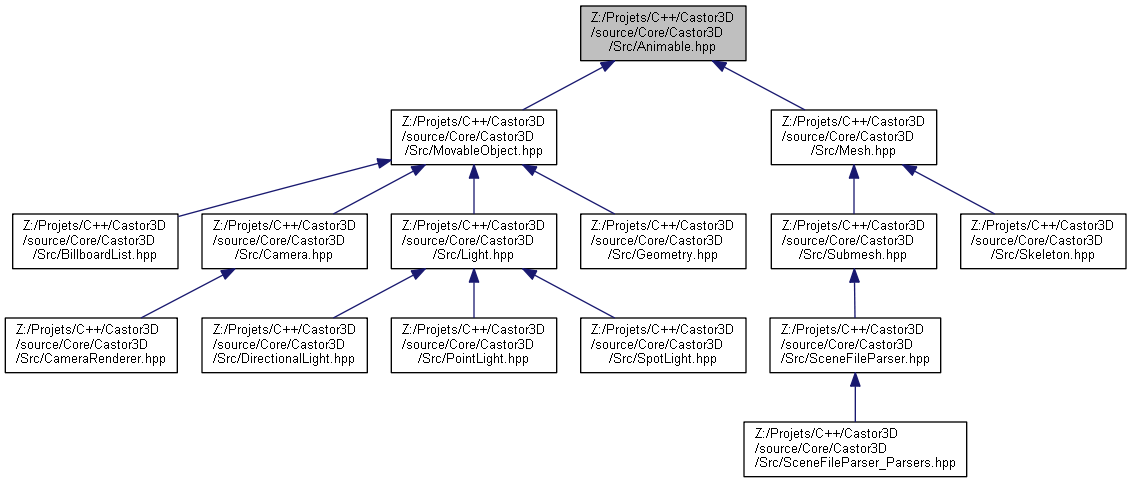 Z:/Projets/C++/Castor3D
/source/Core/Castor3D
/Src/Animable.hpp
Z:/Projets/C++/Castor3D
/source/Core/Castor3D
/Src/MovableObject.hpp
Z:/Projets/C++/Castor3D
/source/Core/Castor3D
/Src/Mesh.hpp
Z:/Projets/C++/Castor3D
/source/Core/Castor3D
/Src/BillboardList.hpp
Z:/Projets/C++/Castor3D
/source/Core/Castor3D
/Src/Camera.hpp
Z:/Projets/C++/Castor3D
/source/Core/Castor3D
/Src/Light.hpp
Z:/Projets/C++/Castor3D
/source/Core/Castor3D
/Src/Geometry.hpp
Z:/Projets/C++/Castor3D
/source/Core/Castor3D
/Src/Submesh.hpp
Z:/Projets/C++/Castor3D
/source/Core/Castor3D
/Src/Skeleton.hpp
Z:/Projets/C++/Castor3D
/source/Core/Castor3D
/Src/CameraRenderer.hpp
Z:/Projets/C++/Castor3D
/source/Core/Castor3D
/Src/DirectionalLight.hpp
Z:/Projets/C++/Castor3D
/source/Core/Castor3D
/Src/PointLight.hpp
Z:/Projets/C++/Castor3D
/source/Core/Castor3D
/Src/SpotLight.hpp
Z:/Projets/C++/Castor3D
/source/Core/Castor3D
/Src/SceneFileParser.hpp
Z:/Projets/C++/Castor3D
/source/Core/Castor3D
/Src/SceneFileParser_Parsers.hpp